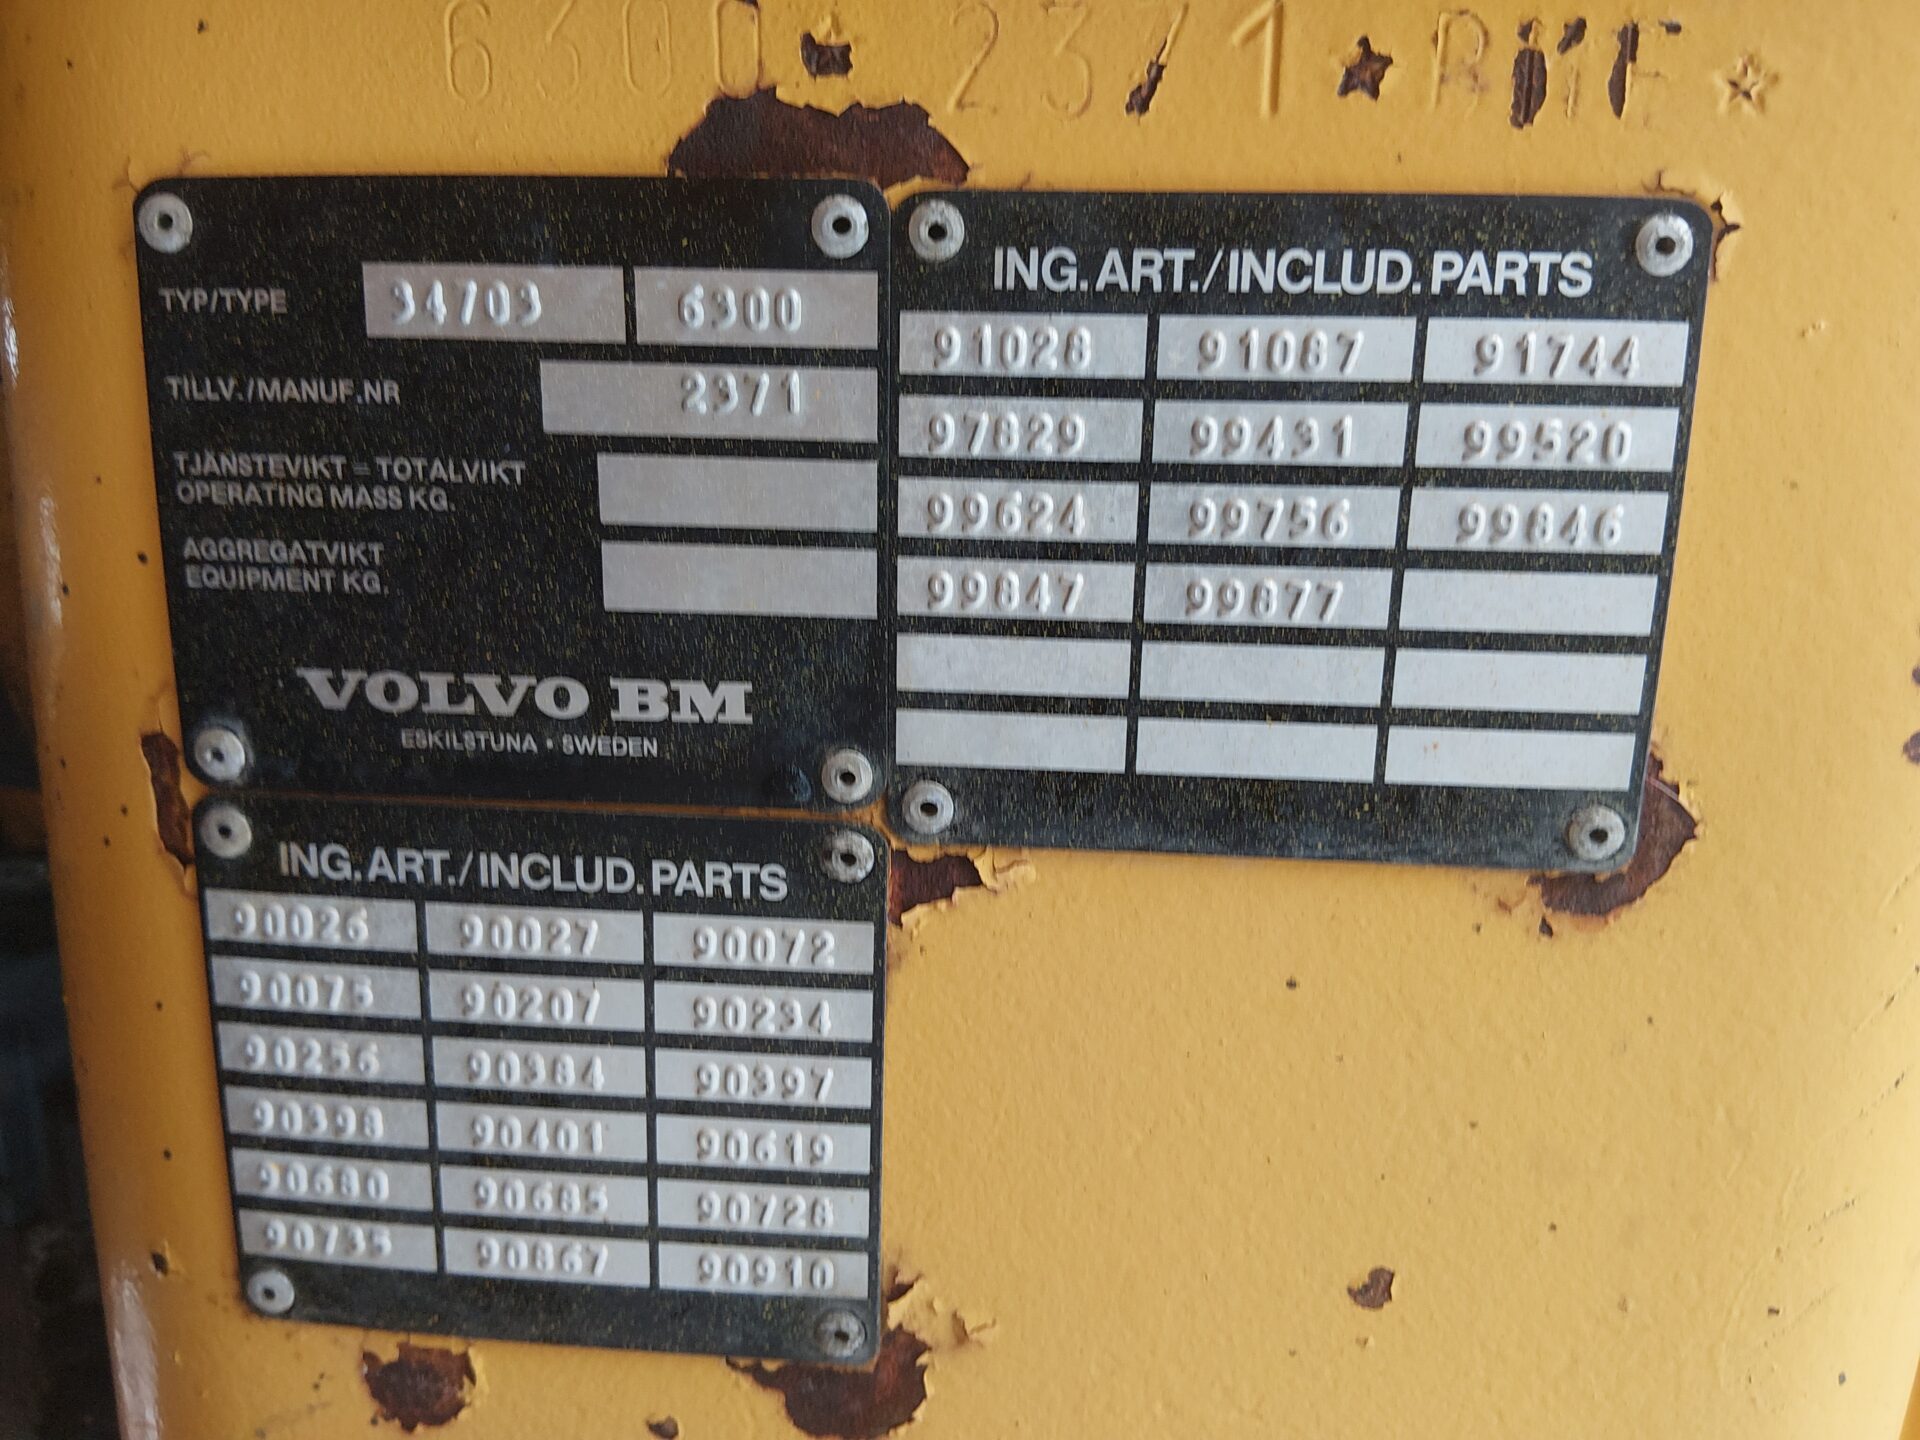 6300 ★ 2371 ★ BME ★
TYP/TYPE 34703 6300
TILLV./MANUF.NR 2371
TJÄNSTEVIKT = TOTALVIKT
OPERATING MASS KG.
AGGREGATVIKT
EQUIPMENT KG.
VOLVO BM
ESKILSTUNA • SWEDEN
ING.ART./INCLUD.PARTS
91028 91087 91744
97829 99431 99520
99624 99756 99846
99847 99877
ING.ART./INCLUD.PARTS
90026 90027 90072
90075 90207 90234
90256 90384 90397
90398 90401 90619
90680 90685 90728
90735 90867 90910